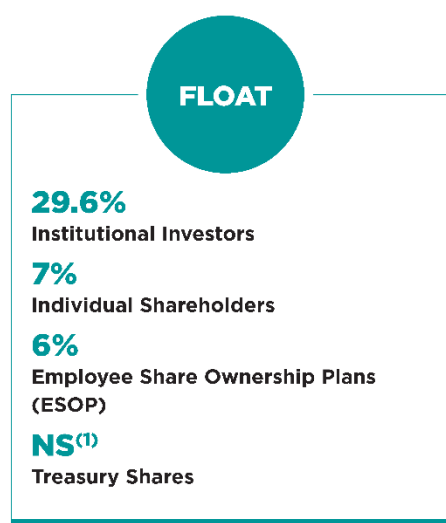 FLOAT
29.6%
Institutional Investors
7%
Individual Shareholders
6%
Employee Share Ownership Plans
(ESOP)
NS(1)
Treasury Shares